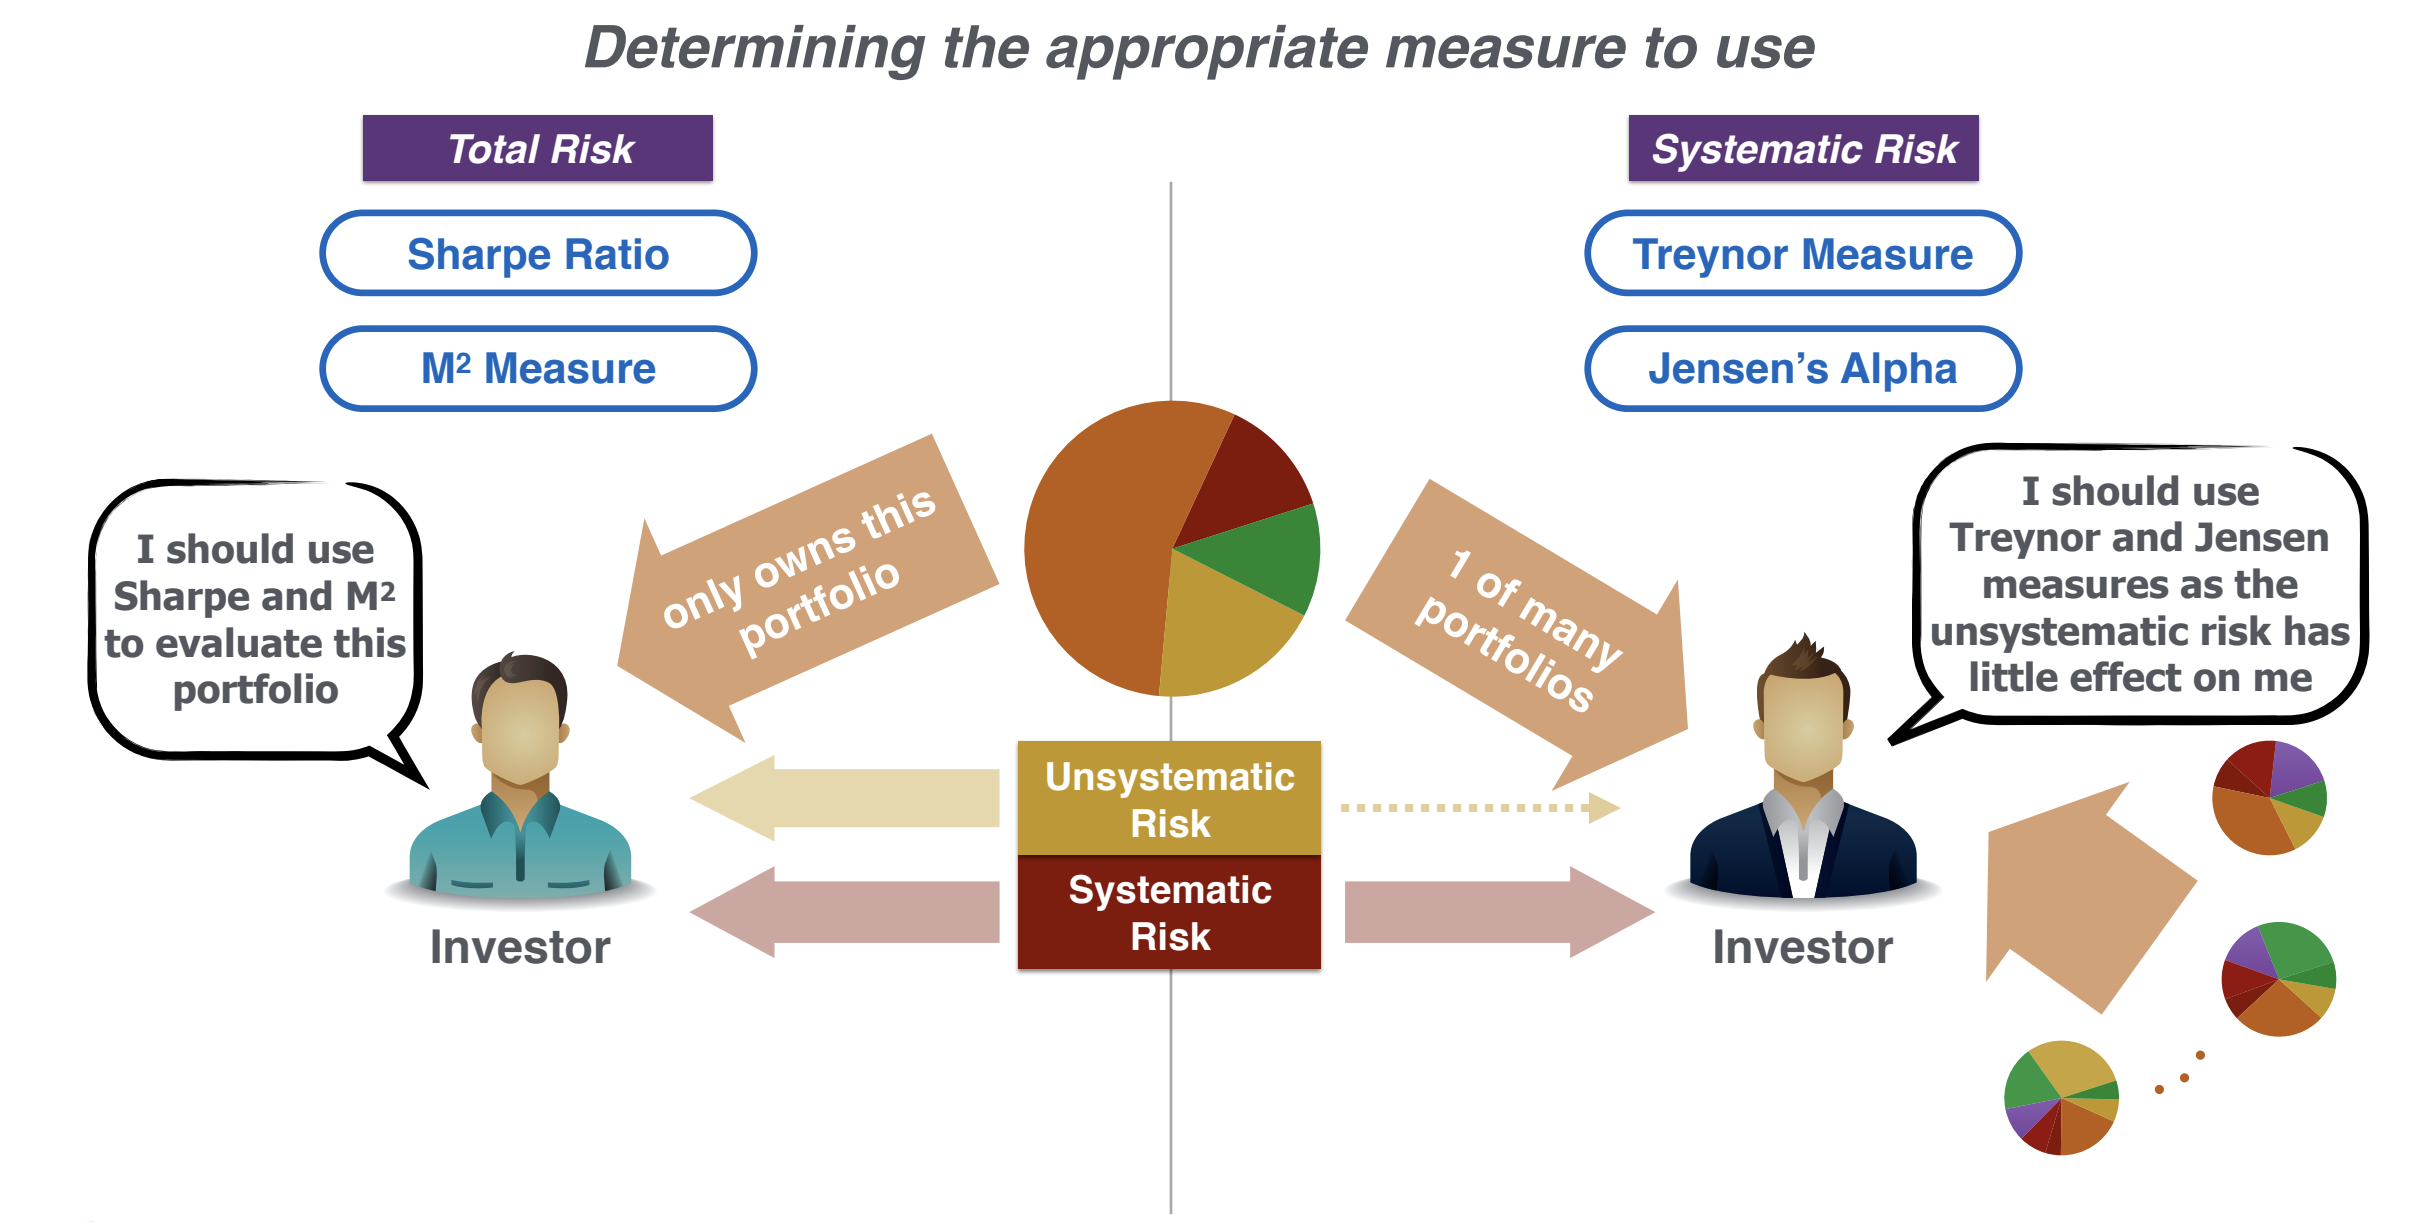 Determining the appropriate measure to use
Total Risk
Systematic Risk
Sharpe Ratio
Treynor Measure
M² Measure
Jensen’s Alpha
I should use
Sharpe and M²
to evaluate this
portfolio
only owns this
portfolio
1 of many
portfolios
I should use
Treynor and Jensen
measures as the
unsystematic risk has
little effect on me
Unsystematic
Risk
Systematic
Risk
Investor
Investor